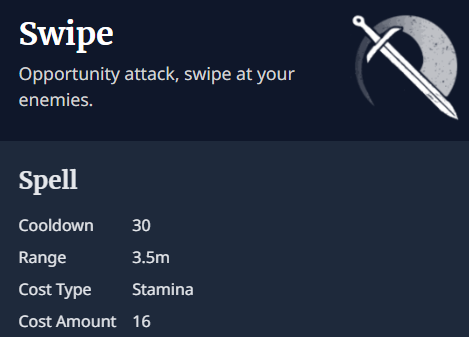 Swipe
Opportunity attack, swipe at your
enemies.
Spell
Cooldown 30
Range 3.5m
Cost Type Stamina
Cost Amount 16